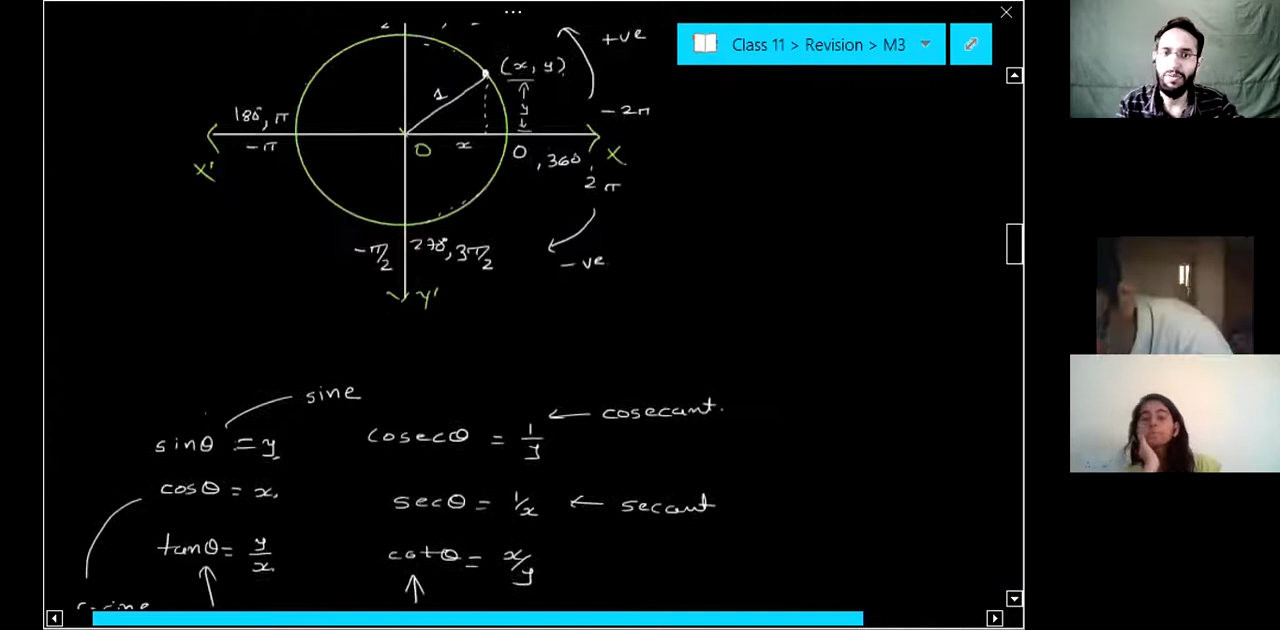 ...
+ve
Class 11 > Revision > M3
(x, y)
1
y
180°, π
- 2π
-π
O
x
0
, 360°,
X
X'
2π
-π/2
270°, 3π/2
-ve
Y'
sine
sinθ = y
cosecθ = 1/y
← cosecant.
cosθ = x
secθ = 1/x
← secant
tanθ = y/x
cotθ = x/y